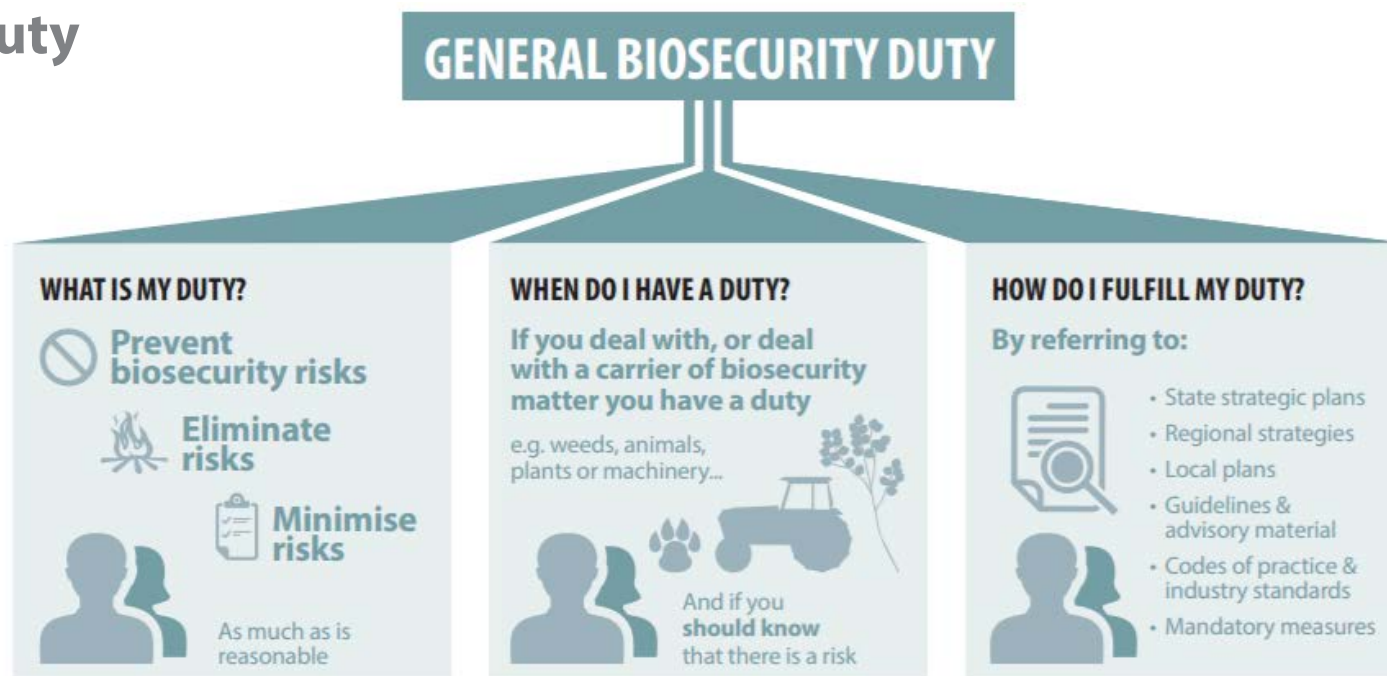 uty
GENERAL BIOSECURITY DUTY
WHAT IS MY DUTY?
Prevent
biosecurity risks
Eliminate
risks
Minimise
risks
As much as is
reasonable
WHEN DO I HAVE A DUTY?
If you deal with, or deal
with a carrier of biosecurity
matter you have a duty
e.g. weeds, animals,
plants or machinery...
And if you
should know
that there is a risk
HOW DO I FULFILL MY DUTY?
By referring to:
• State strategic plans
• Regional strategies
• Local plans
• Guidelines &
advisory material
• Codes of practice &
industry standards
• Mandatory measures